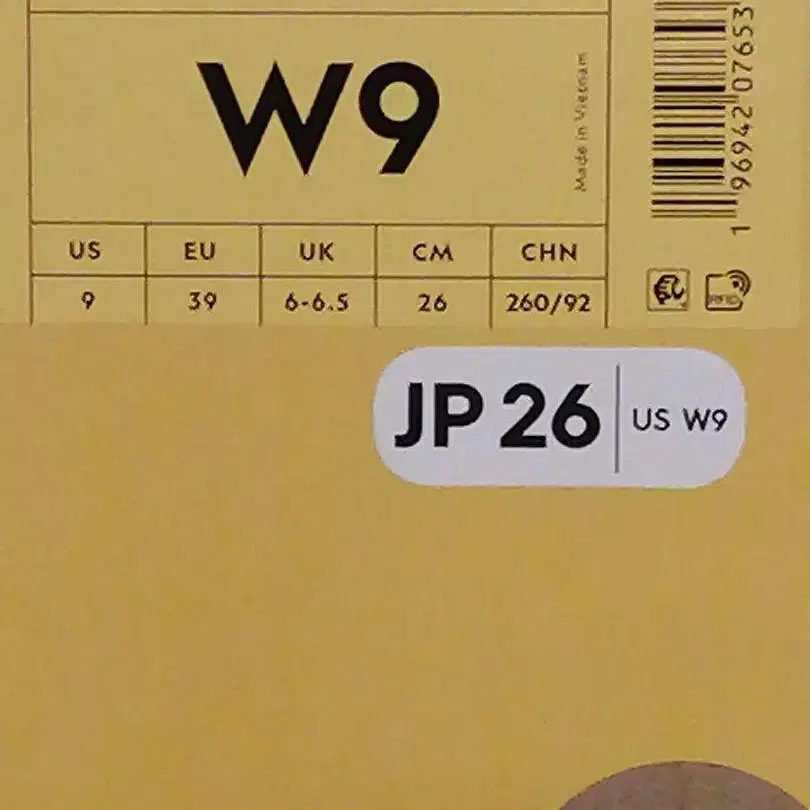 W9
Made in Vietnam
US EU UK CM CHN
9 39 6-6.5 26 260/92
1 96942 07653
RFID
JP 26 US W9